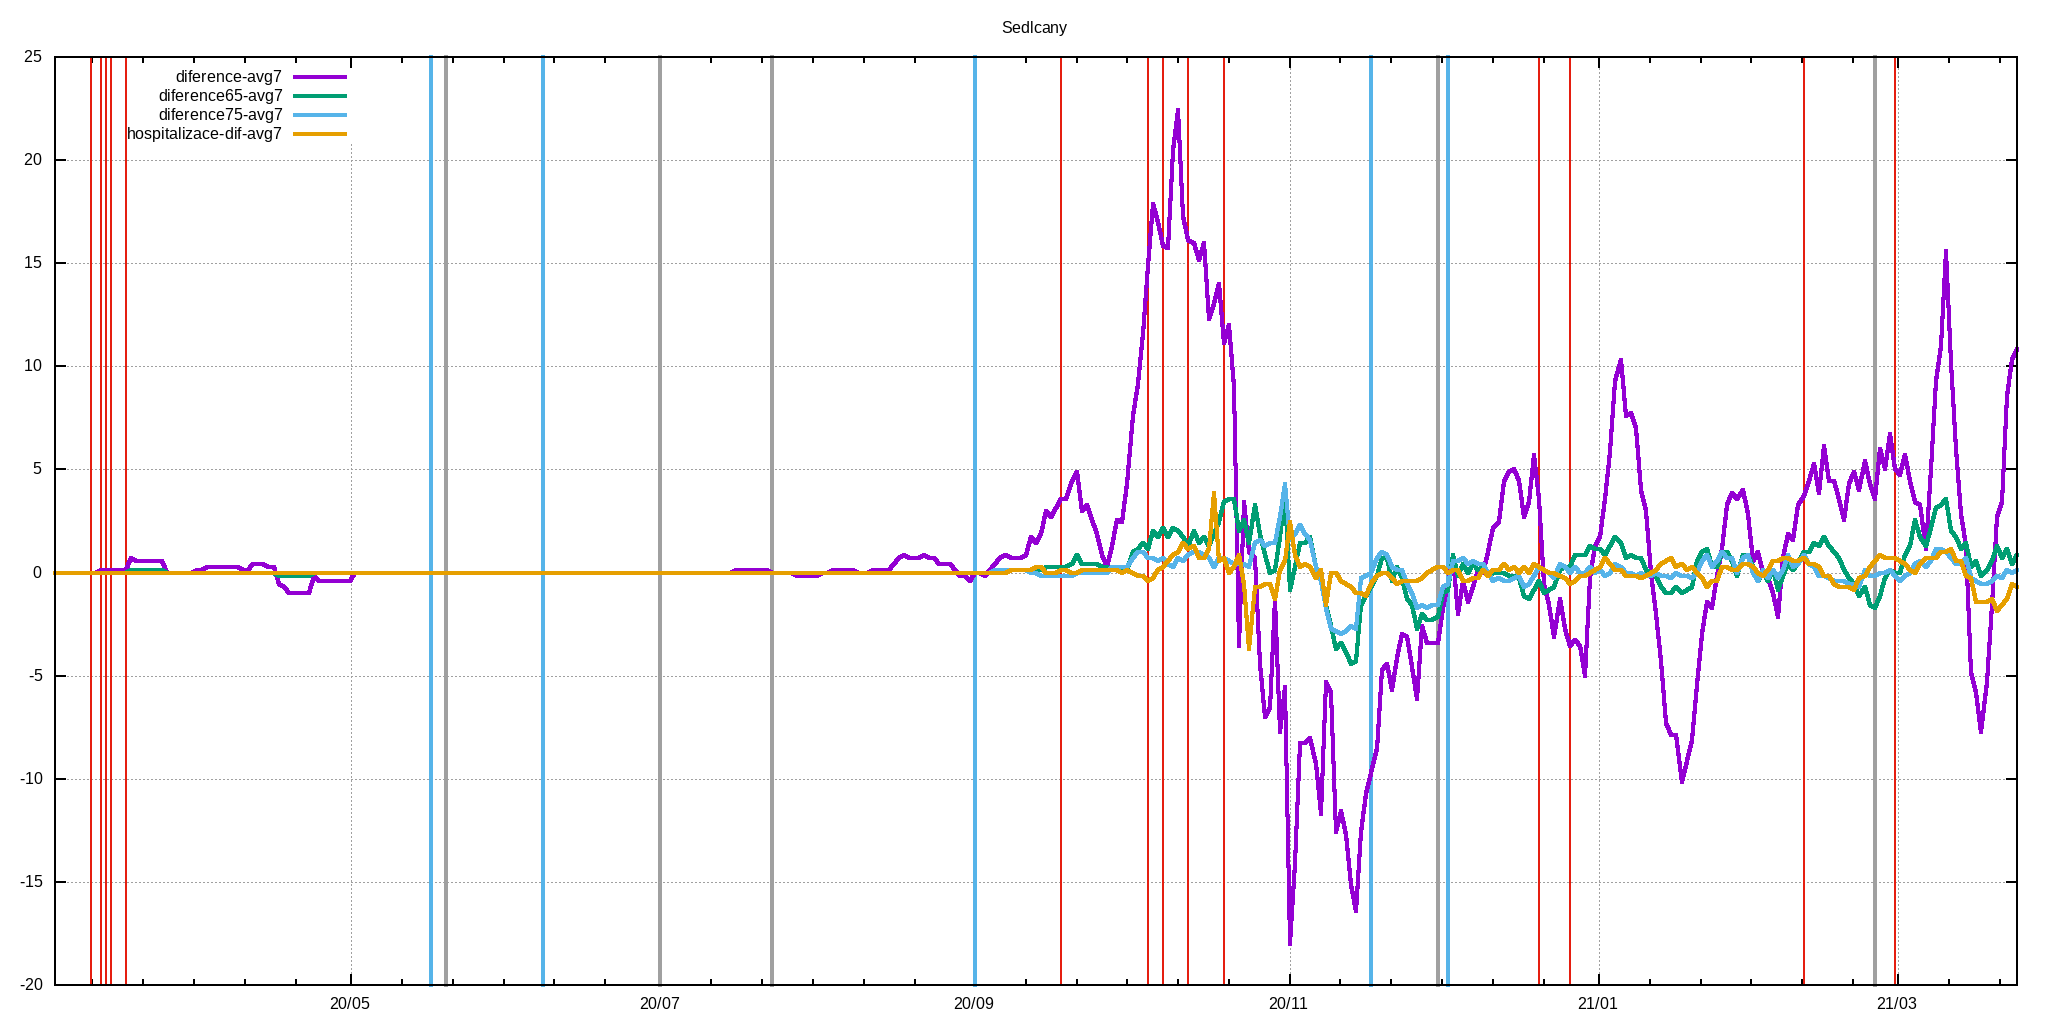 Sedlcany
25
diference-avg7
diference65-avg7
diference75-avg7
hospitalizace-dif-avg7
20
15
10
5
0
-5
-10
-15
-20
20/05 20/07 20/09 20/11 21/01 21/03